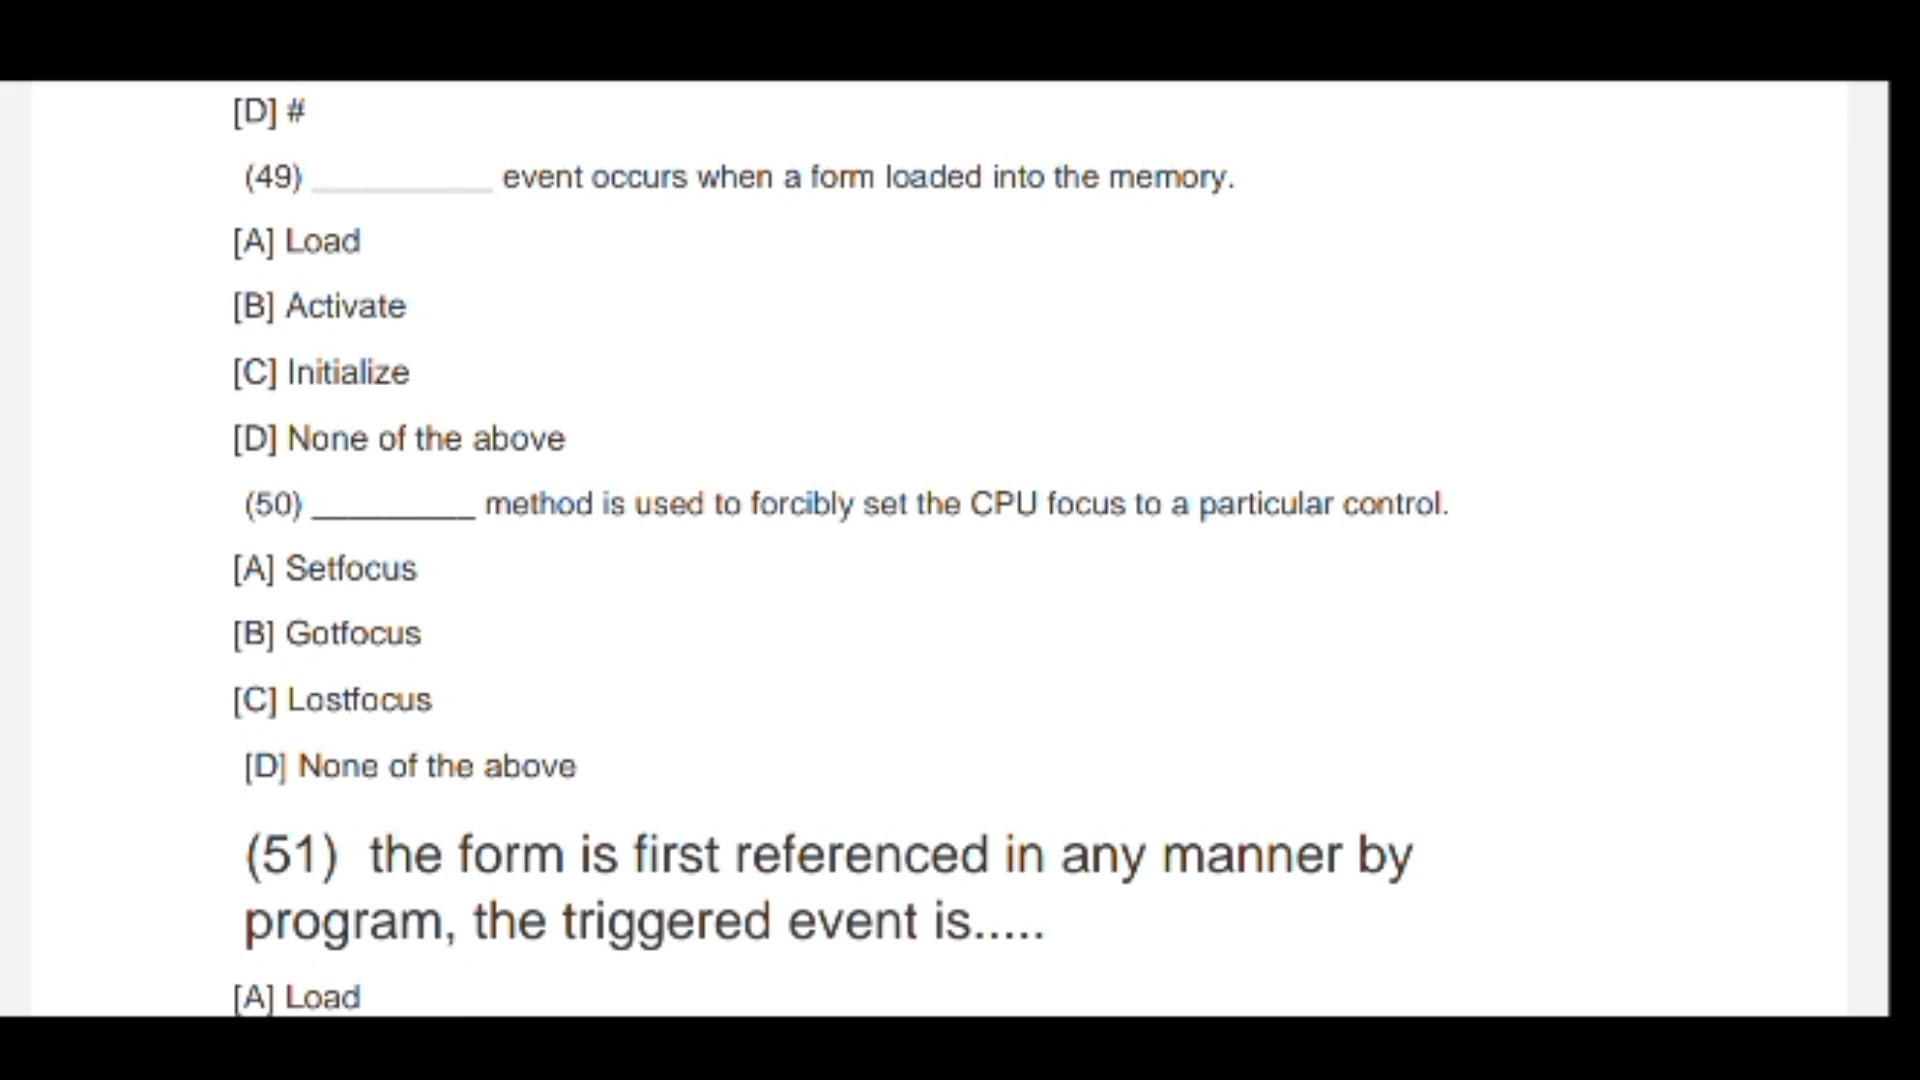 [D] #
(49) __________ event occurs when a form loaded into the memory.
[A] Load
[B] Activate
[C] Initialize
[D] None of the above
(50) _________ method is used to forcibly set the CPU focus to a particular control.
[A] Setfocus
[B] Gotfocus
[C] Lostfocus
[D] None of the above
(51) the form is first referenced in any manner by
program, the triggered event is.....
[A] Load